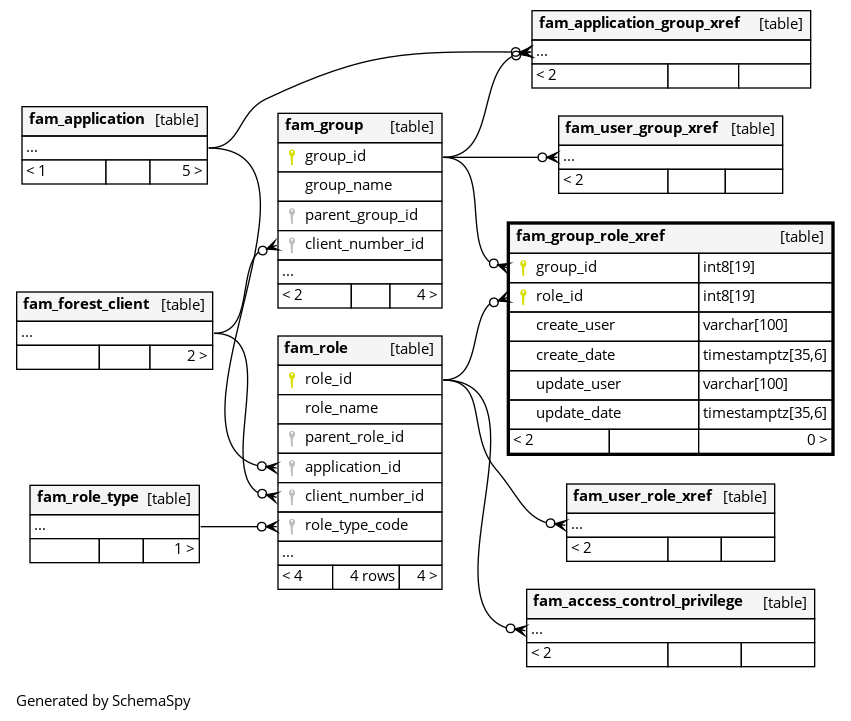 fam_application_group_xref [table]
...
< 2
fam_application [table]
...
< 1 5 >
fam_group [table]
group_id
group_name
parent_group_id
client_number_id
...
< 2 4 >
fam_user_group_xref [table]
...
< 2
fam_group_role_xref [table]
group_id int8[19]
role_id int8[19]
create_user varchar[100]
create_date timestamptz[35,6]
update_user varchar[100]
update_date timestamptz[35,6]
< 2 0 >
fam_forest_client [table]
...
2 >
fam_role [table]
role_id
role_name
parent_role_id
application_id
client_number_id
role_type_code
...
< 4 4 rows 4 >
fam_role_type [table]
...
1 >
fam_user_role_xref [table]
...
< 2
fam_access_control_privilege [table]
...
< 2
Generated by SchemaSpy